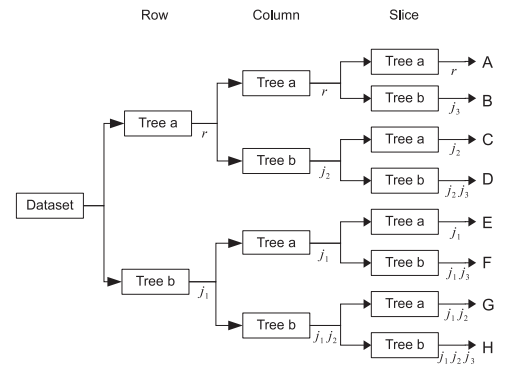 Row Column Slice
Tree a r A
Tree a r
Tree b j₃ B
Tree a r
Tree a j₂ C
Tree b j₂
Tree b j₂ j₃ D
Dataset
Tree a j₁ E
Tree a j₁
Tree b j₁ j₃ F
Tree b j₁
Tree a j₁ j₂ G
Tree b j₁ j₂
Tree b j₁ j₂ j₃ H